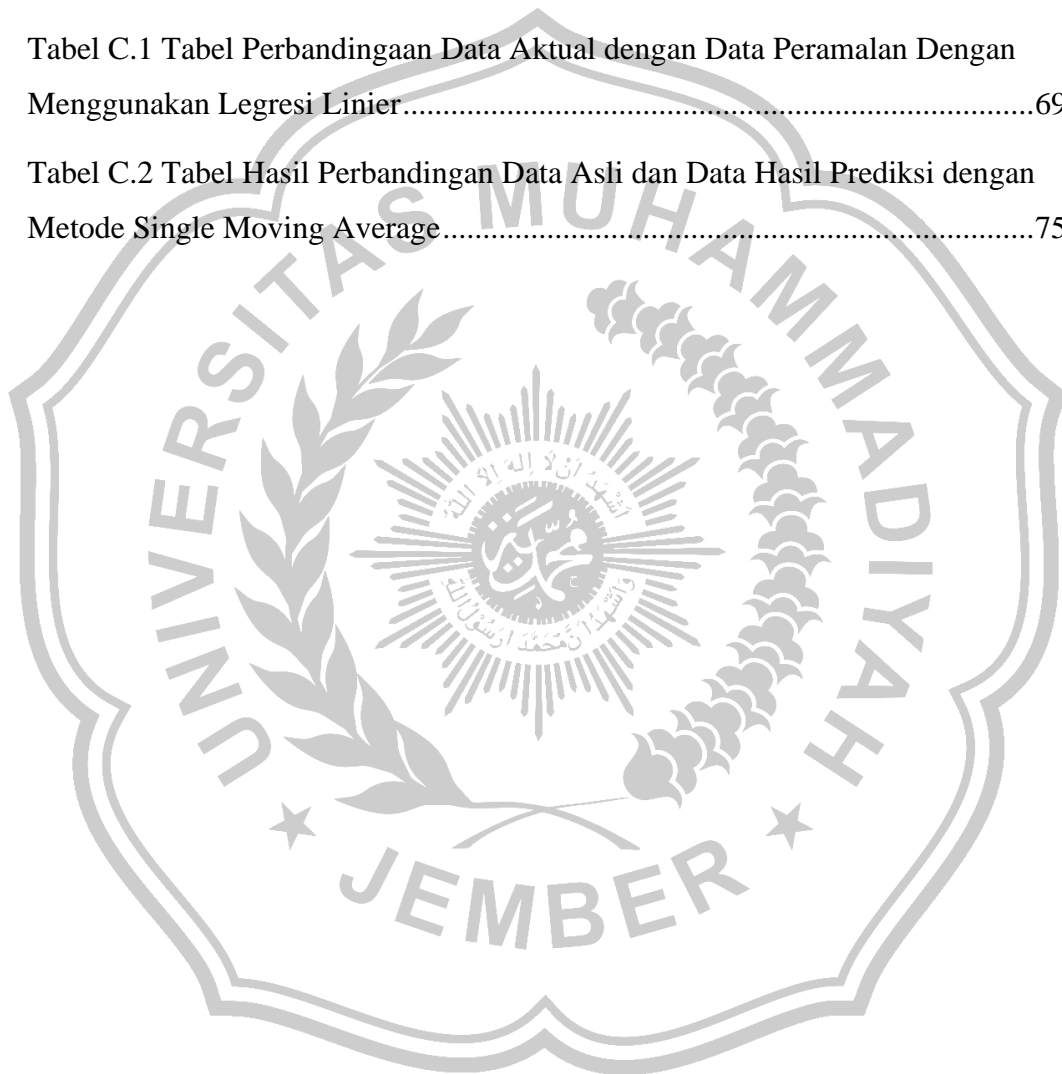 Tabel C.1 Tabel Perbandingaan Data Aktual dengan Data Peramalan Dengan
Menggunakan Legresi Linier......................................................................69
Tabel C.2 Tabel Hasil Perbandingan Data Asli dan Data Hasil Prediksi dengan
Metode Single Moving Average..................................................................75
UNIVERSITAS MUHAMMADIYAH
JEMBER